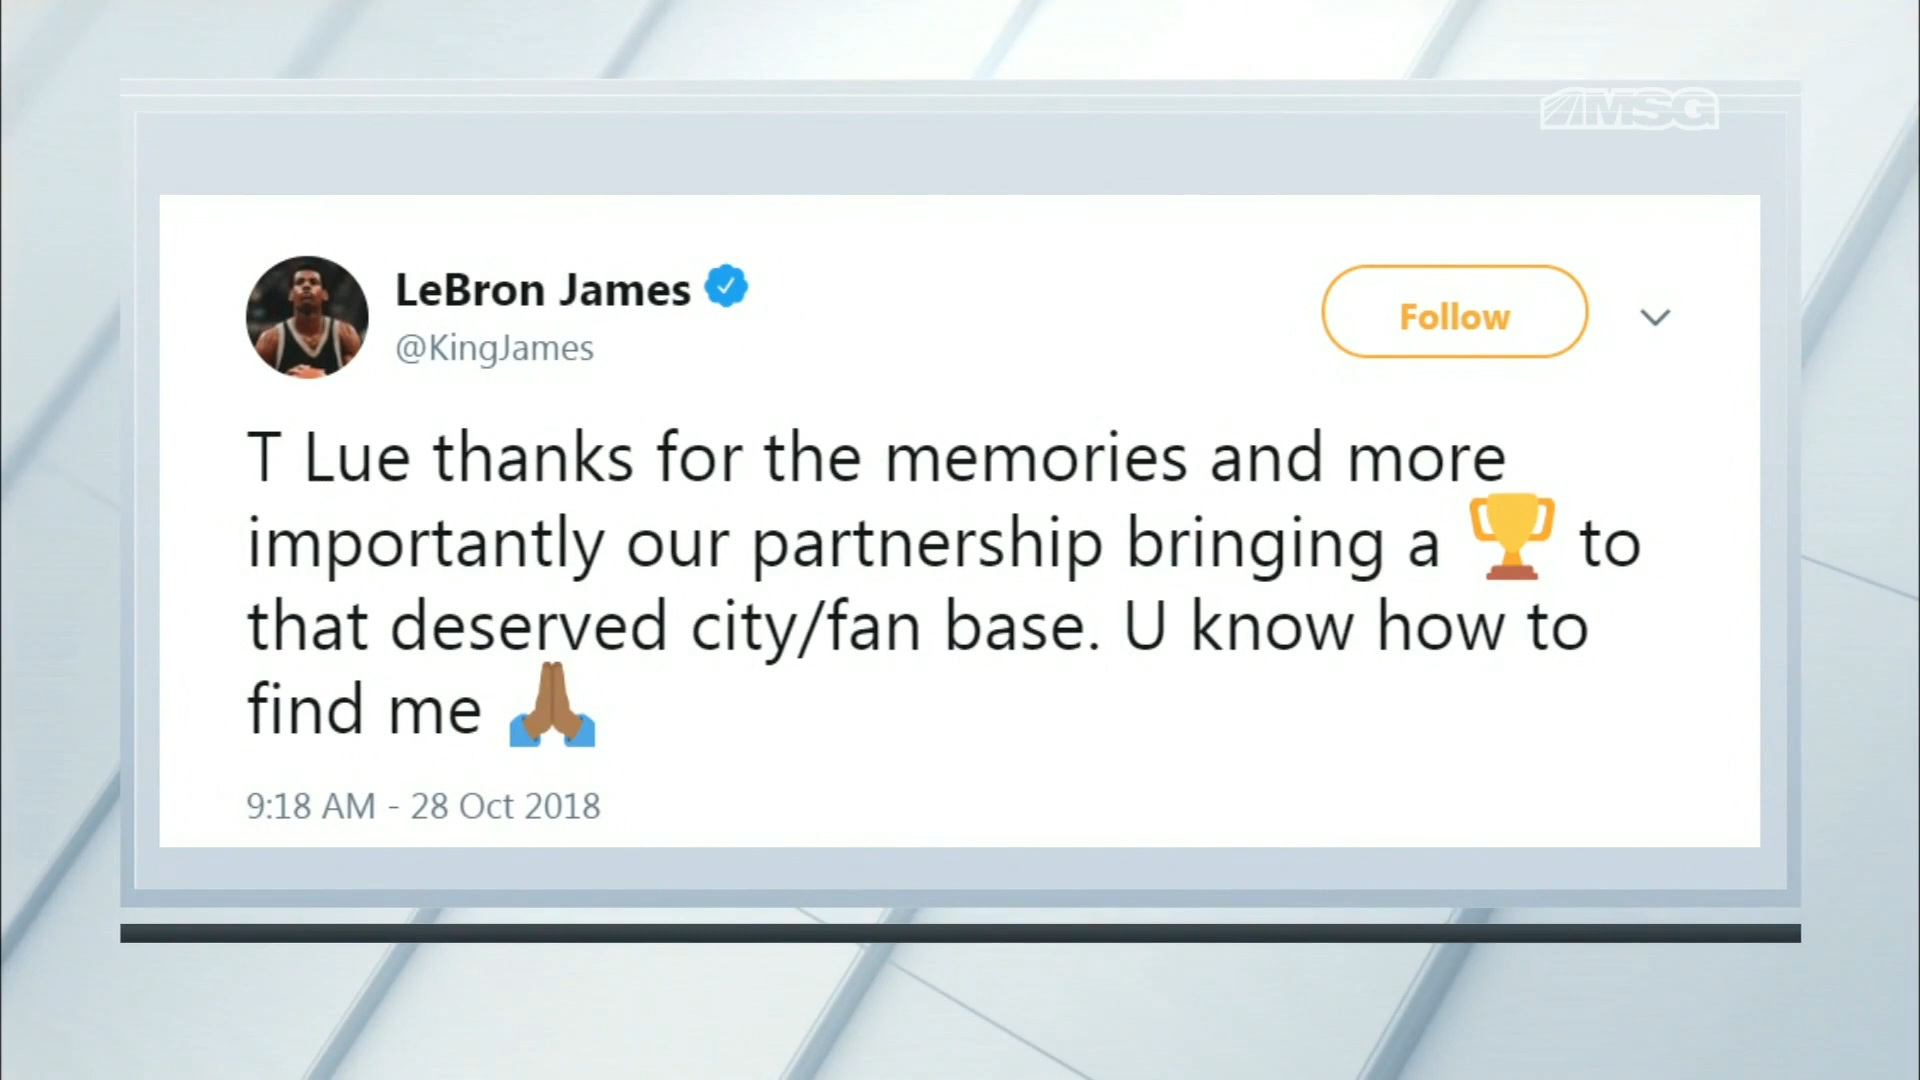 MSG
LeBron James
@KingJames
Follow
T Lue thanks for the memories and more
importantly our partnership bringing a 🏆 to
that deserved city/fan base. U know how to
find me 🙏🏾
9:18 AM - 28 Oct 2018